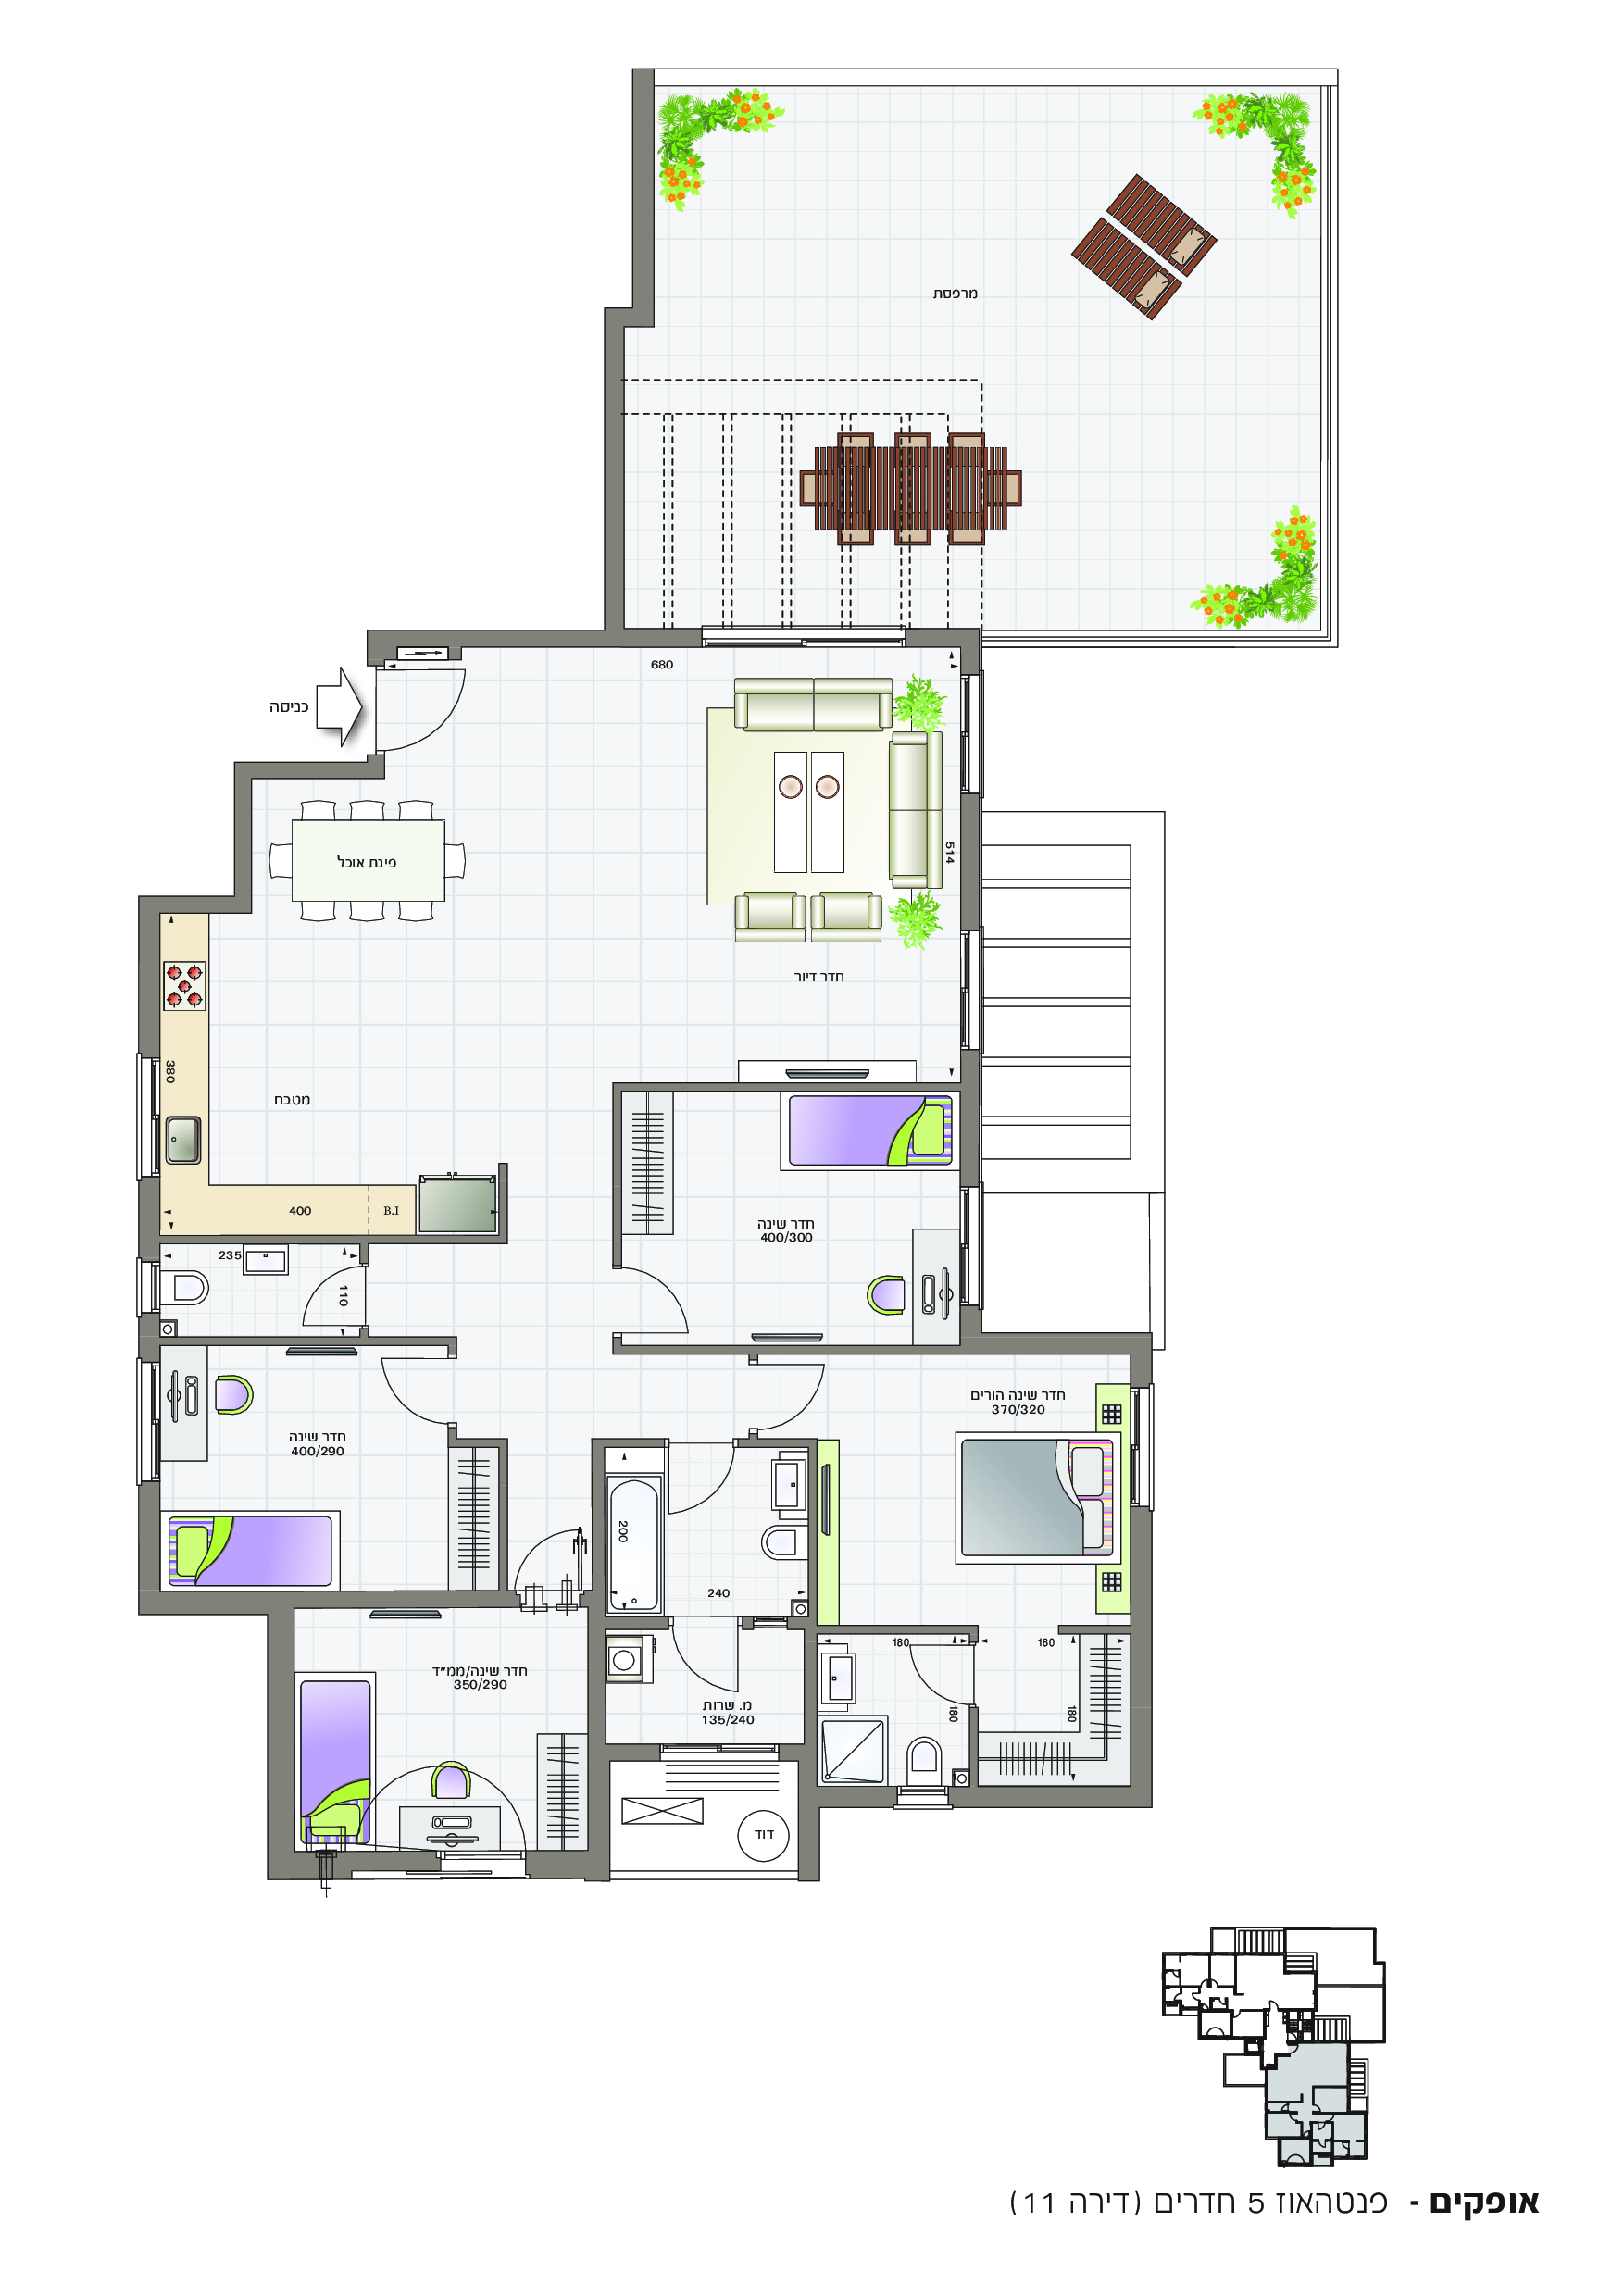 מרפסת
680
כניסה
514
פינת אוכל
חדר דיור
380
מטבח
400
B.I
חדר שינה
400/300
235
110
חדר שינה הורים
370/320
חדר שינה
400/290
200
240
180
180
180
180
חדר שינה/ממ״ד
350/290
מ. שרות
135/240
דוד
אופקים - פנטהאוז 5 חדרים (דירה 11)